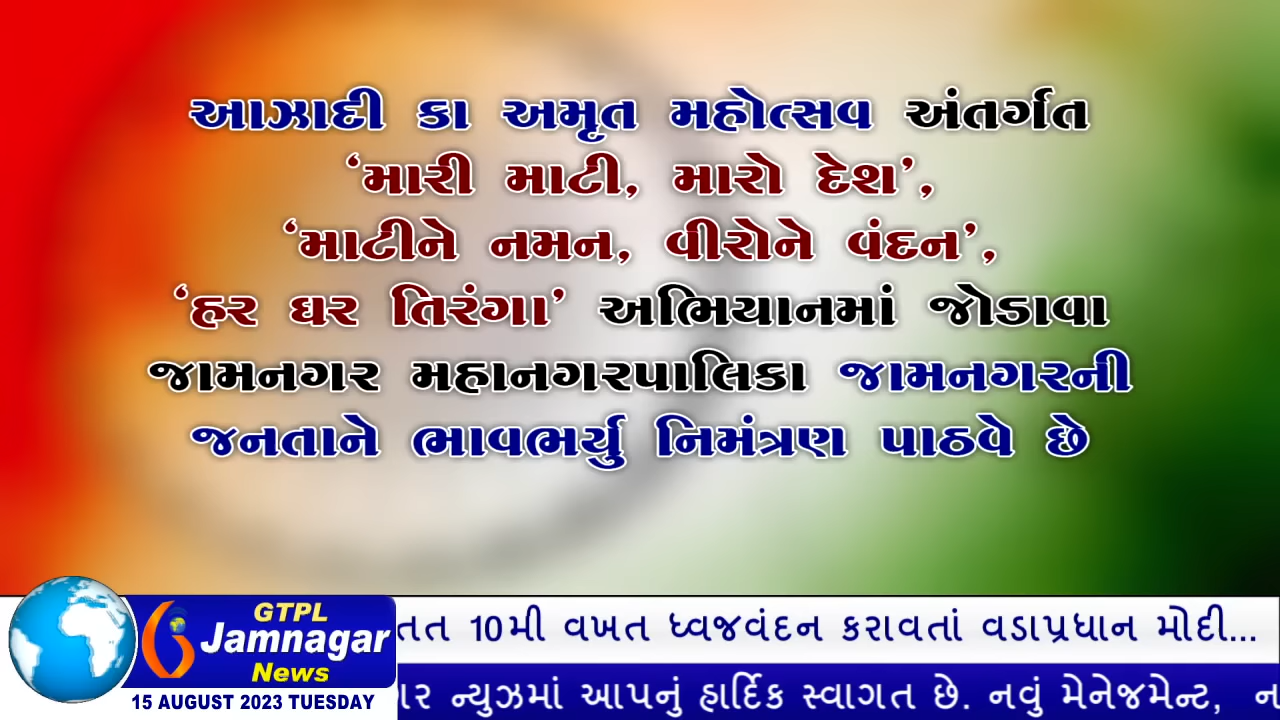 આઝાદી કા અમૃત મહોત્સવ અંતર્ગત
‘મારી માટી, મારો દેશ’,
‘માટીને નમન, વીરોને વંદન’,
‘હર ઘર તિરંગા’ અભિયાનમાં જોડાવા
જામનગર મહાનગરપાલિકા જામનગરની
જનતાને ભાવભર્યુ નિમંત્રણ પાઠવે છે
GTPL
Jamnagar
News
15 AUGUST 2023 TUESDAY
તત 10મી વખત ધ્વજવંદન કરાવતાં વડાપ્રધાન મોદી...
ર ન્યુઝમાં આપનું હાર્દિક સ્વાગત છે. નવું મેનેજમેન્ટ,